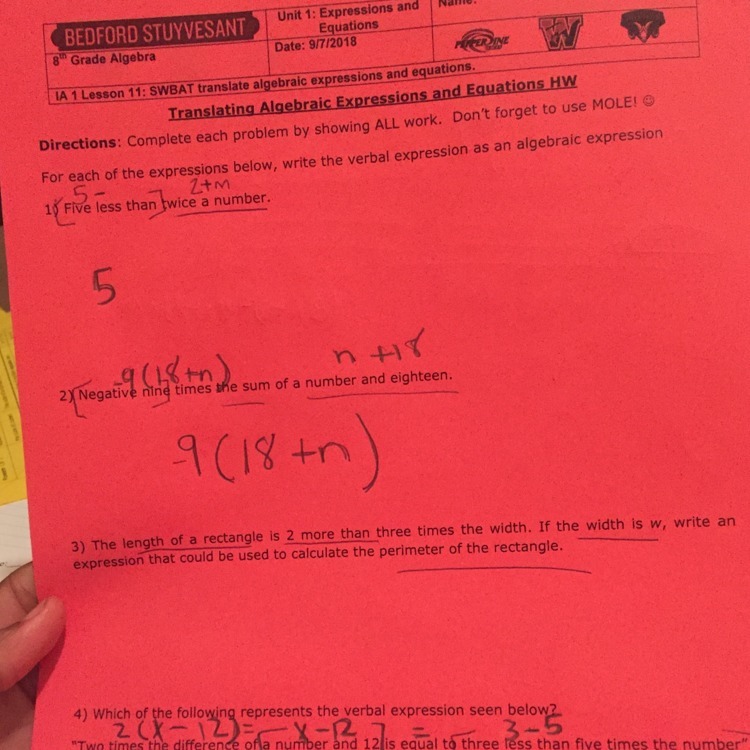 BEDFORD STUYVESANT
8th Grade Algebra
Unit 1: Expressions and
Equations
Date: 9/7/2018
Name:
PEPPERDINE
W
IA 1 Lesson 11: SWBAT translate algebraic expressions and equations.
Translating Algebraic Expressions and Equations HW
Directions: Complete each problem by showing ALL work. Don't forget to use MOLE! ☺
For each of the expressions below, write the verbal expression as an algebraic expression
5 - 2+m
1) Five less than twice a number.
5
-9(18+n) n +18
2) Negative nine times the sum of a number and eighteen.
-9(18+n)
3) The length of a rectangle is 2 more than three times the width. If the width is w, write an
expression that could be used to calculate the perimeter of the rectangle.
4) Which of the following represents the verbal expression seen below?
2(x-12)= x-12 = 3-5
"Two times the difference of a number and 12 is equal to three less than five times the number"